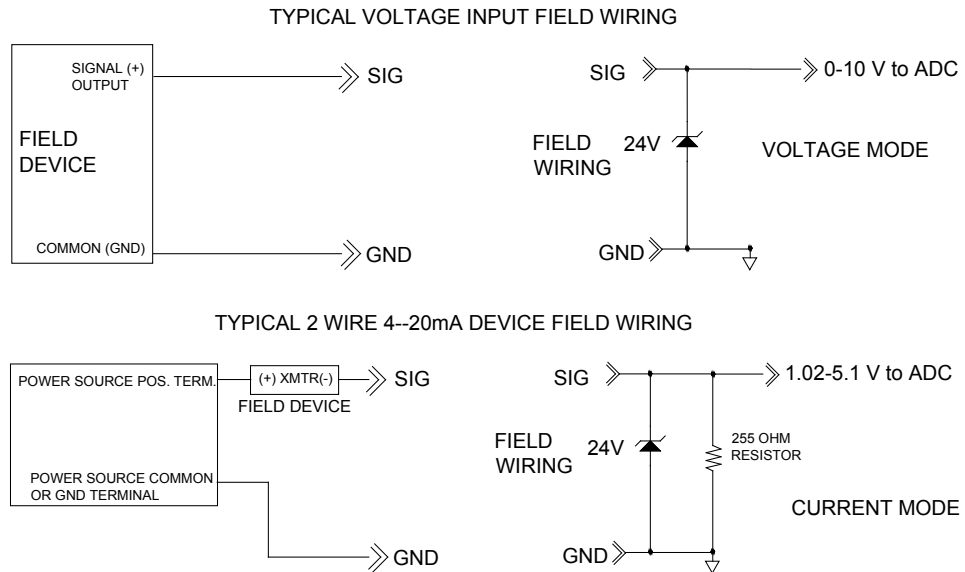 TYPICAL VOLTAGE INPUT FIELD WIRING
SIGNAL (+)
OUTPUT
FIELD
DEVICE
COMMON (GND)
SIG
GND
SIG
0-10 V to ADC
FIELD
WIRING
24V
VOLTAGE MODE
GND
TYPICAL 2 WIRE 4--20mA DEVICE FIELD WIRING
POWER SOURCE POS. TERM.
(+) XMTR(-)
FIELD DEVICE
SIG
POWER SOURCE COMMON
OR GND TERMINAL
GND
SIG
1.02-5.1 V to ADC
FIELD
WIRING
24V
255 OHM
RESISTOR
CURRENT MODE
GND